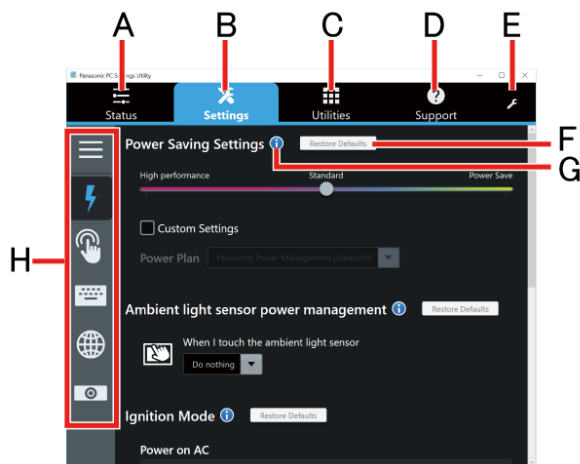 A B C D E
Panasonic PC Settings Utility
Status Settings Utilities Support
Power Saving Settings Restore Defaults F
G
High performance Standard Power Save
Custom Settings
Power Plan Panasonic Power Management (Standard)
H
Ambient light sensor power management Restore Defaults
When I touch the ambient light sensor
Do nothing
Ignition Mode Restore Defaults
Power on AC